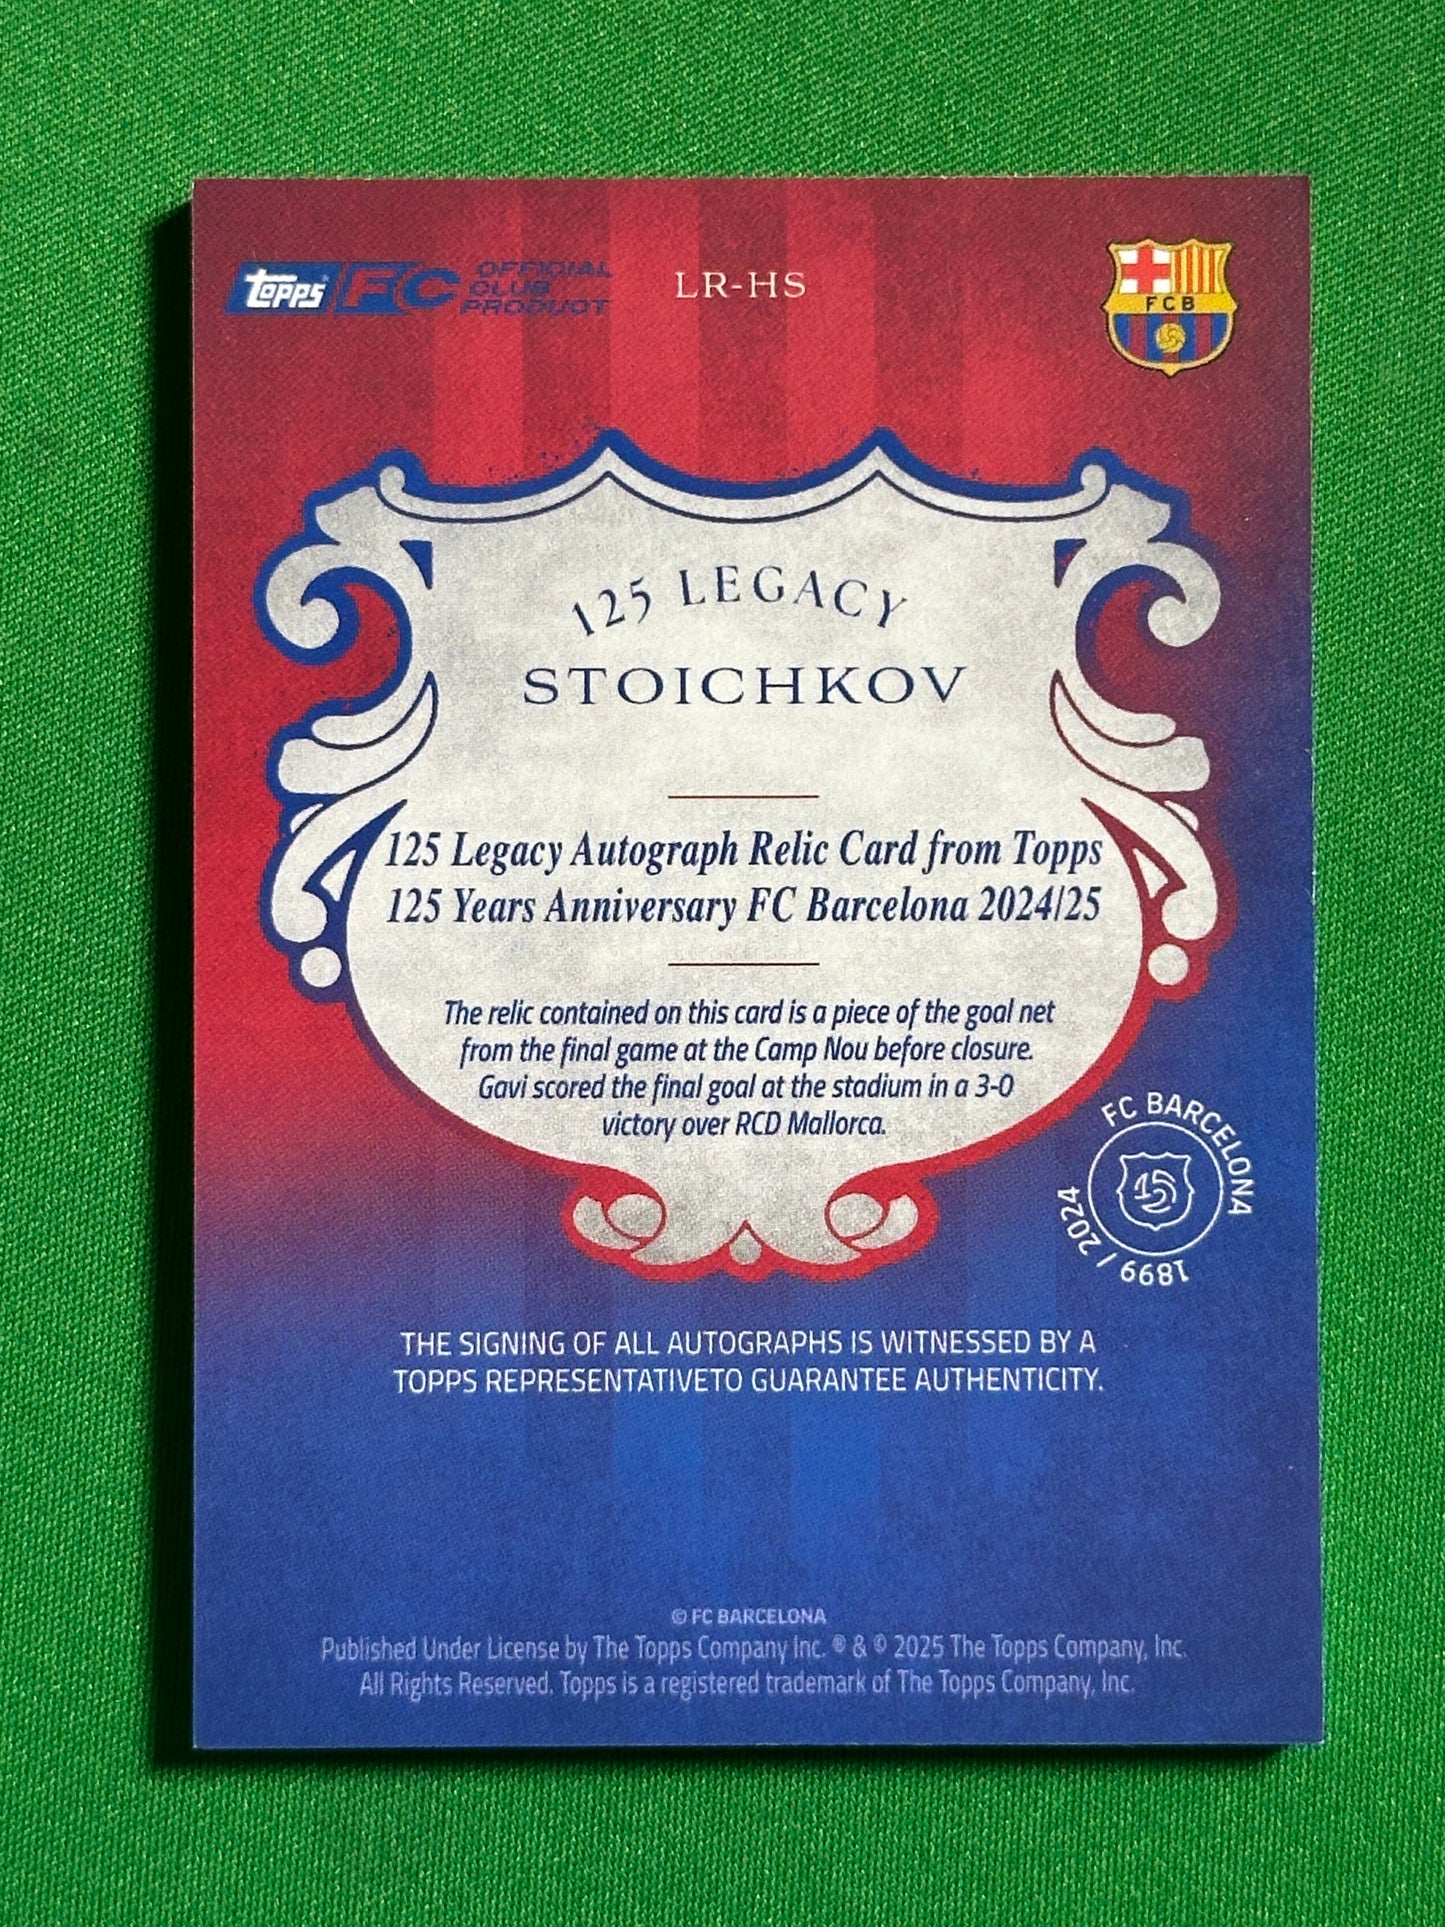 topps FC OFFICIAL
CLUB
PRODUCT
LR-HS
FCB
125 LEGACY
STOICHKOV
125 Legacy Autograph Relic Card from Topps
125 Years Anniversary FC Barcelona 2024/25
The relic contained on this card is a piece of the goal net
from the final game at the Camp Nou before closure.
Gavi scored the final goal at the stadium in a 3-0
victory over RCD Mallorca.
FC BARCELONA
125
1899 / 2024
THE SIGNING OF ALL AUTOGRAPHS IS WITNESSED BY A
TOPPS REPRESENTATIVETO GUARANTEE AUTHENTICITY.
© FC BARCELONA
Published Under License by The Topps Company Inc. ® & © 2025 The Topps Company, Inc.
All Rights Reserved. Topps is a registered trademark of The Topps Company, Inc.